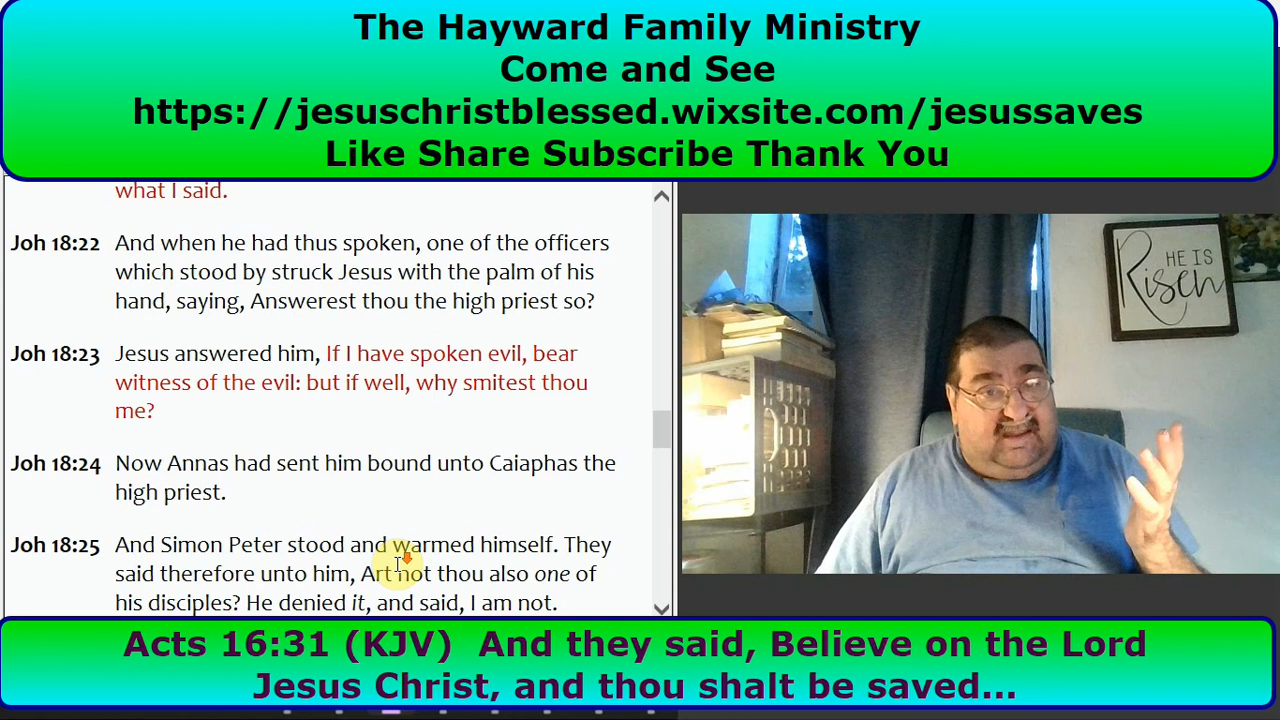 The Hayward Family Ministry
Come and See
https://jesuschristblessed.wixsite.com/jesussaves
Like Share Subscribe Thank You
what I said.
Joh 18:22 And when he had thus spoken, one of the officers
which stood by struck Jesus with the palm of his
hand, saying, Answerest thou the high priest so?
Joh 18:23 Jesus answered him, If I have spoken evil, bear
witness of the evil: but if well, why smitest thou
me?
Joh 18:24 Now Annas had sent him bound unto Caiaphas the
high priest.
Joh 18:25 And Simon Peter stood and warmed himself. They
said therefore unto him, Art not thou also one of
his disciples? He denied it, and said, I am not.
HE IS
Risen
Acts 16:31 (KJV) And they said, Believe on the Lord
Jesus Christ, and thou shalt be saved...